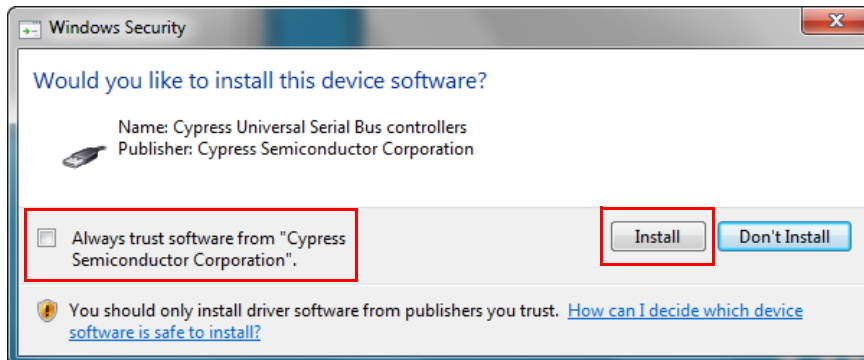 Windows Security
Would you like to install this device software?
Name: Cypress Universal Serial Bus controllers
Publisher: Cypress Semiconductor Corporation
Always trust software from "Cypress
Semiconductor Corporation".
Install
Don't Install
You should only install driver software from publishers you trust. How can I decide which device
software is safe to install?